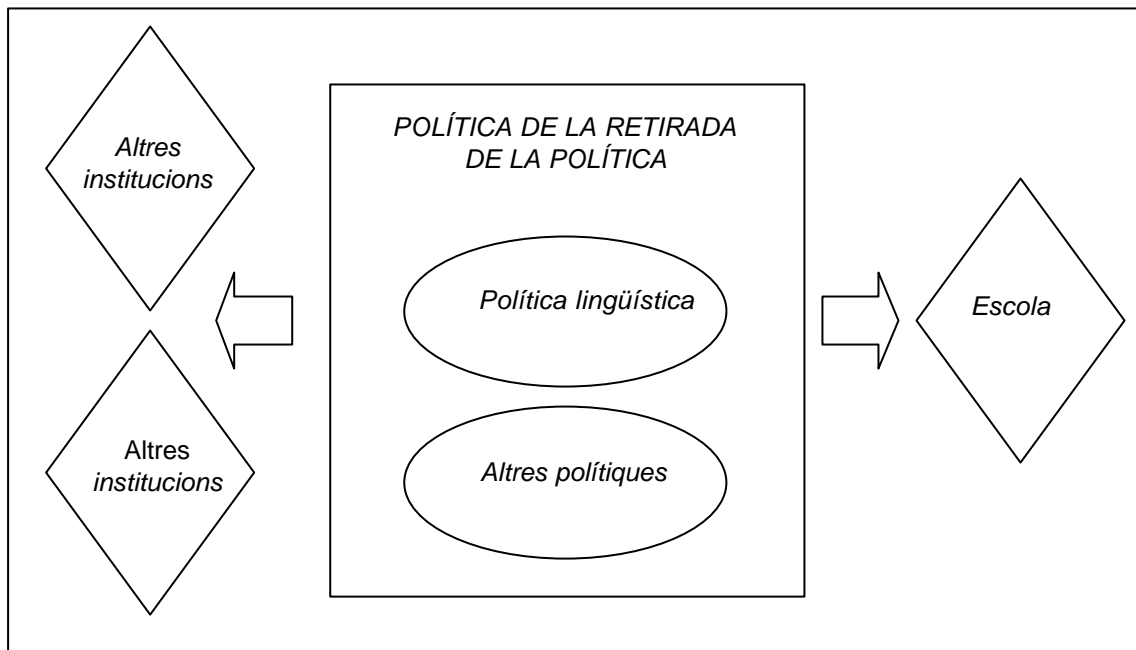 Altres
institucions
POLÍTICA DE LA RETIRADA
DE LA POLÍTICA
Política lingüística
Escola
Altres
institucions
Altres polítiques